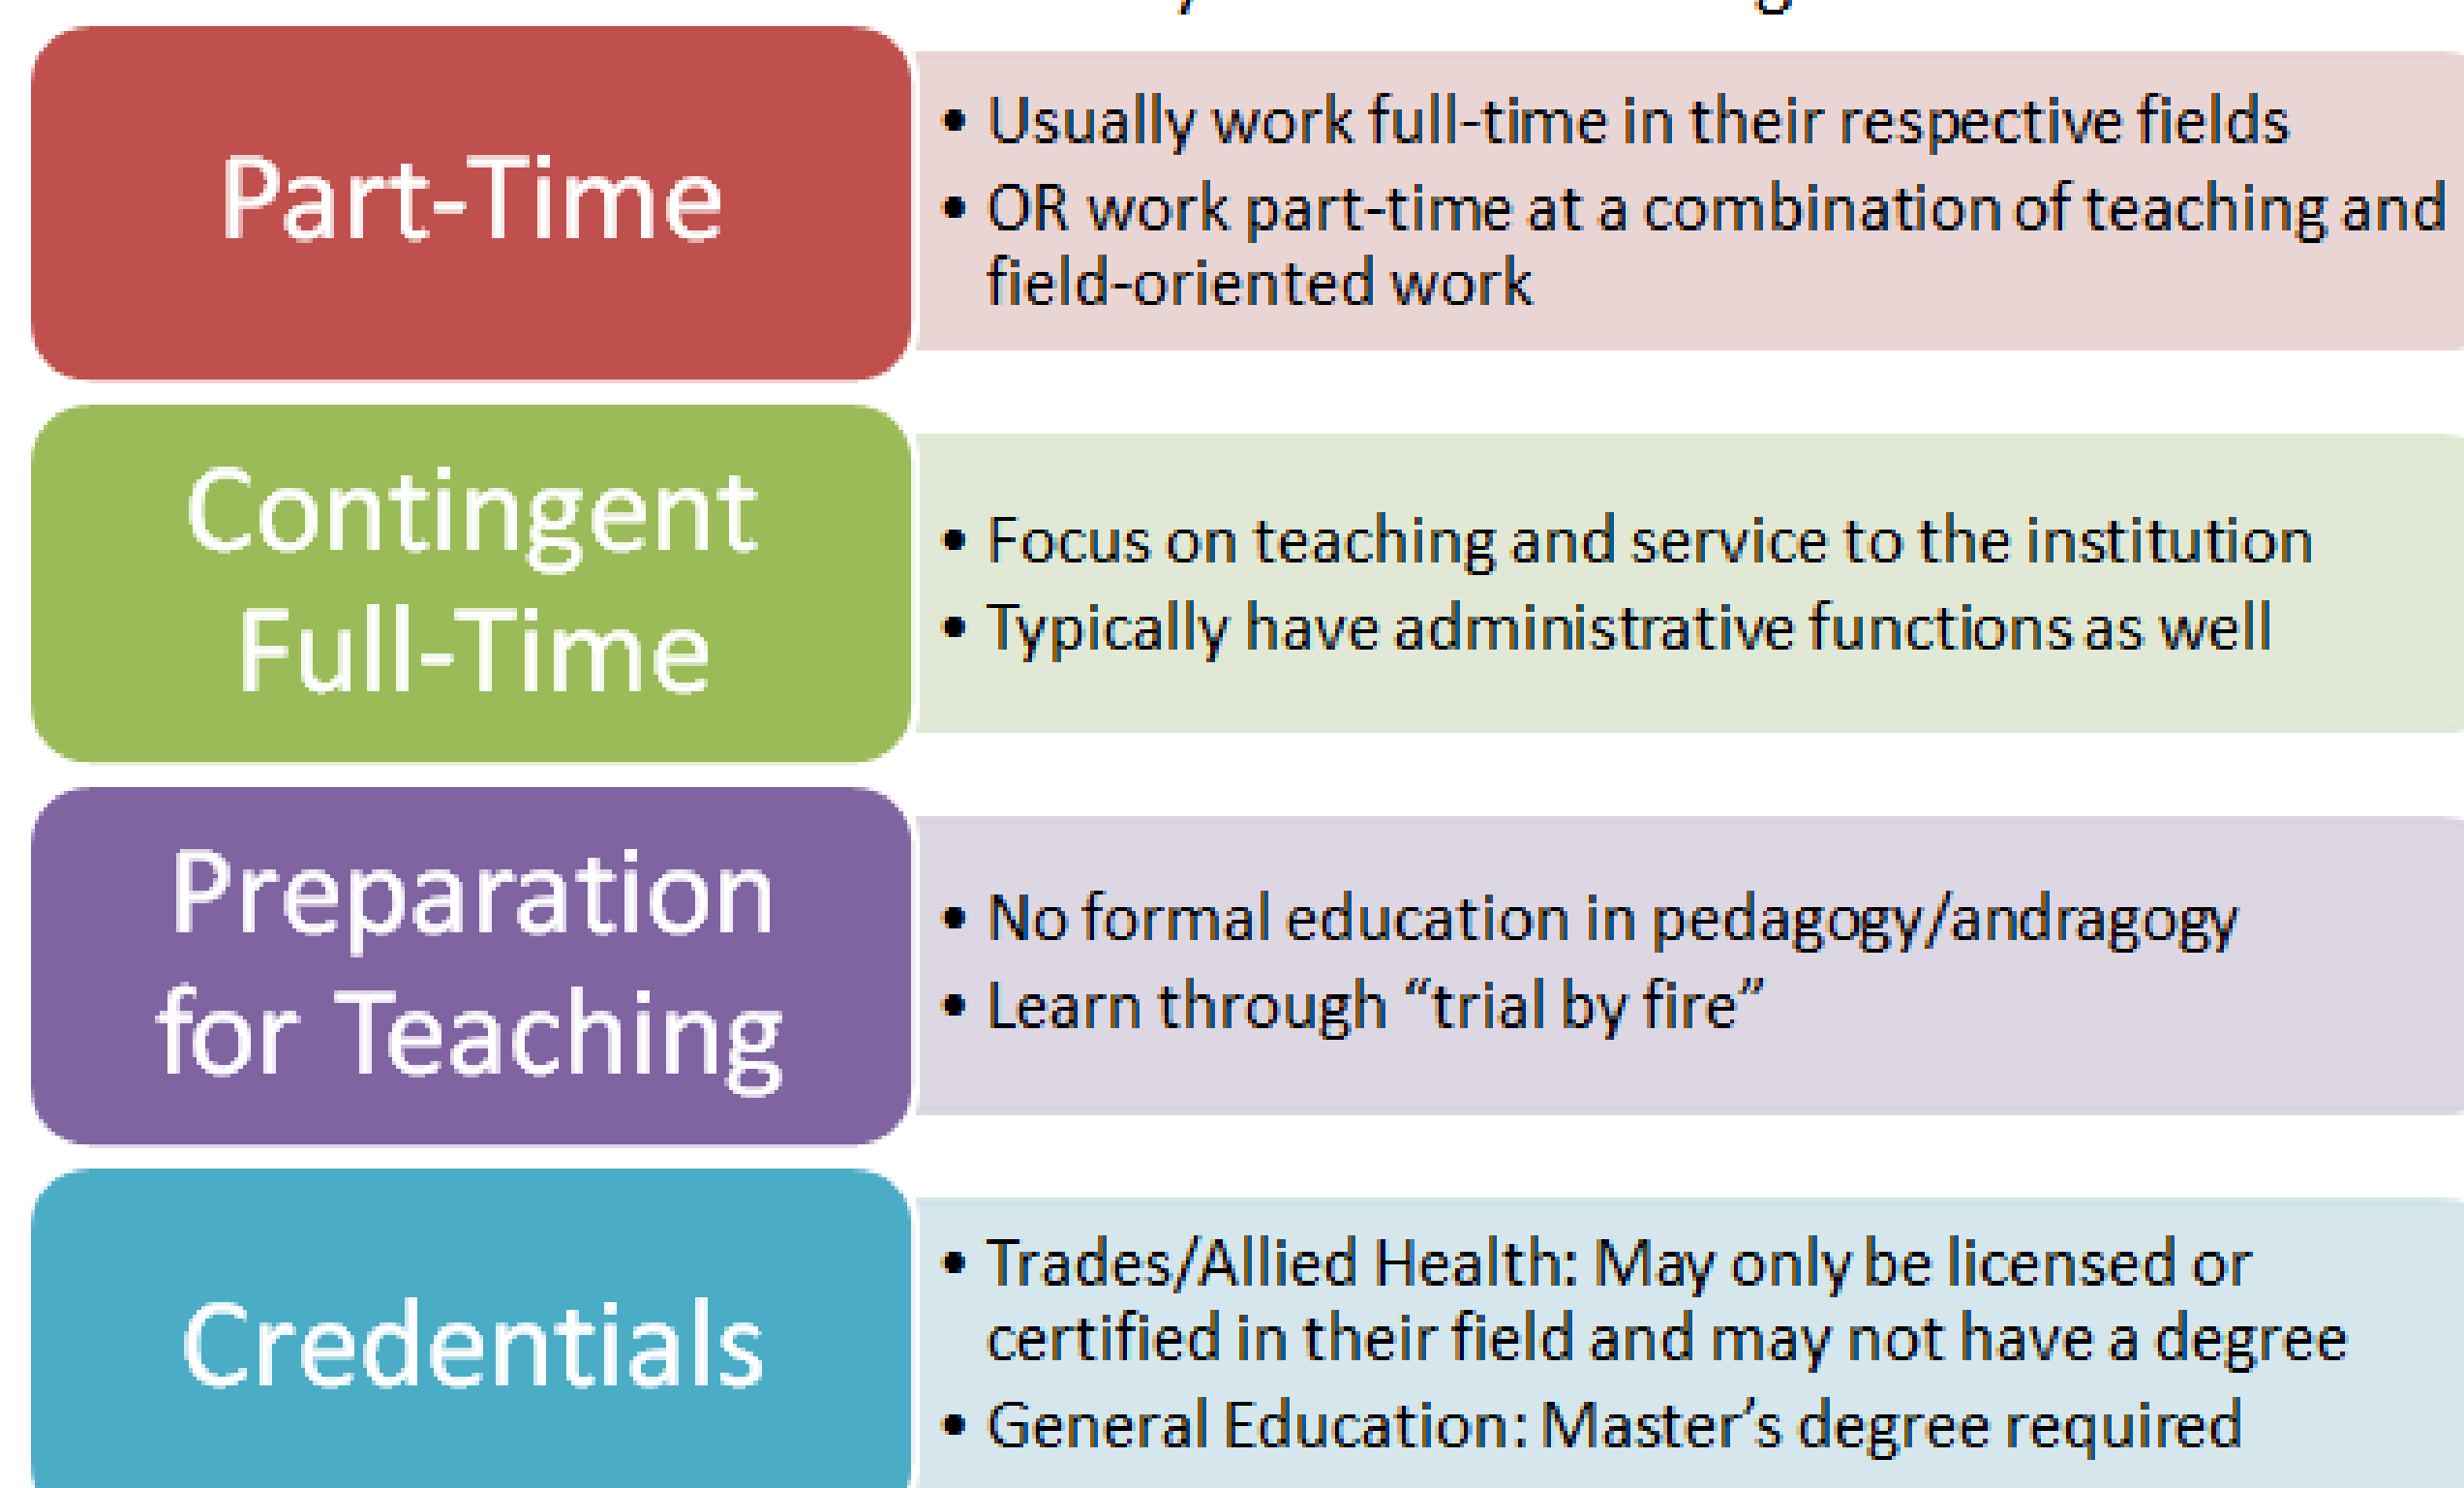 Part-Time
• Usually work full-time in their respective fields
• OR work part-time at a combination of teaching and
field-oriented work
Contingent
Full-Time
• Focus on teaching and service to the institution
• Typically have administrative functions as well
Preparation
for Teaching
• No formal education in pedagogy/andragogy
• Learn through “trial by fire”
Credentials
• Trades/Allied Health: May only be licensed or
certified in their field and may not have a degree
• General Education: Master’s degree required